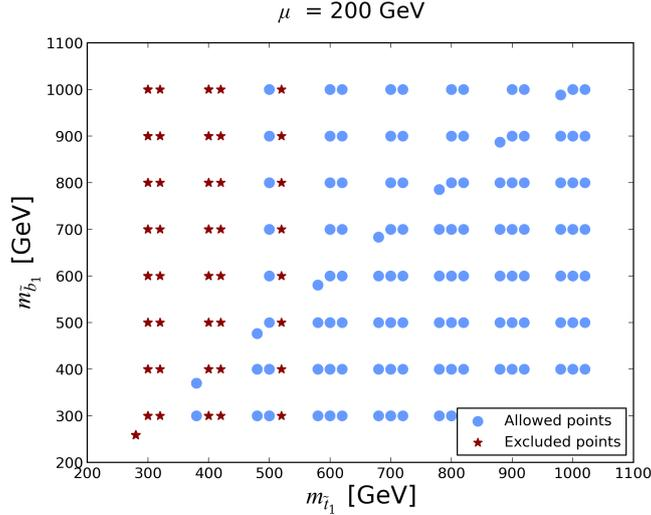 μ = 200 GeV
1100
1000
900
800
700
600
500
400
300
200
m_{b̃₁} [GeV]
200 300 400 500 600 700 800 900 1000 1100
m_{t̃₁} [GeV]
Allowed points
Excluded points